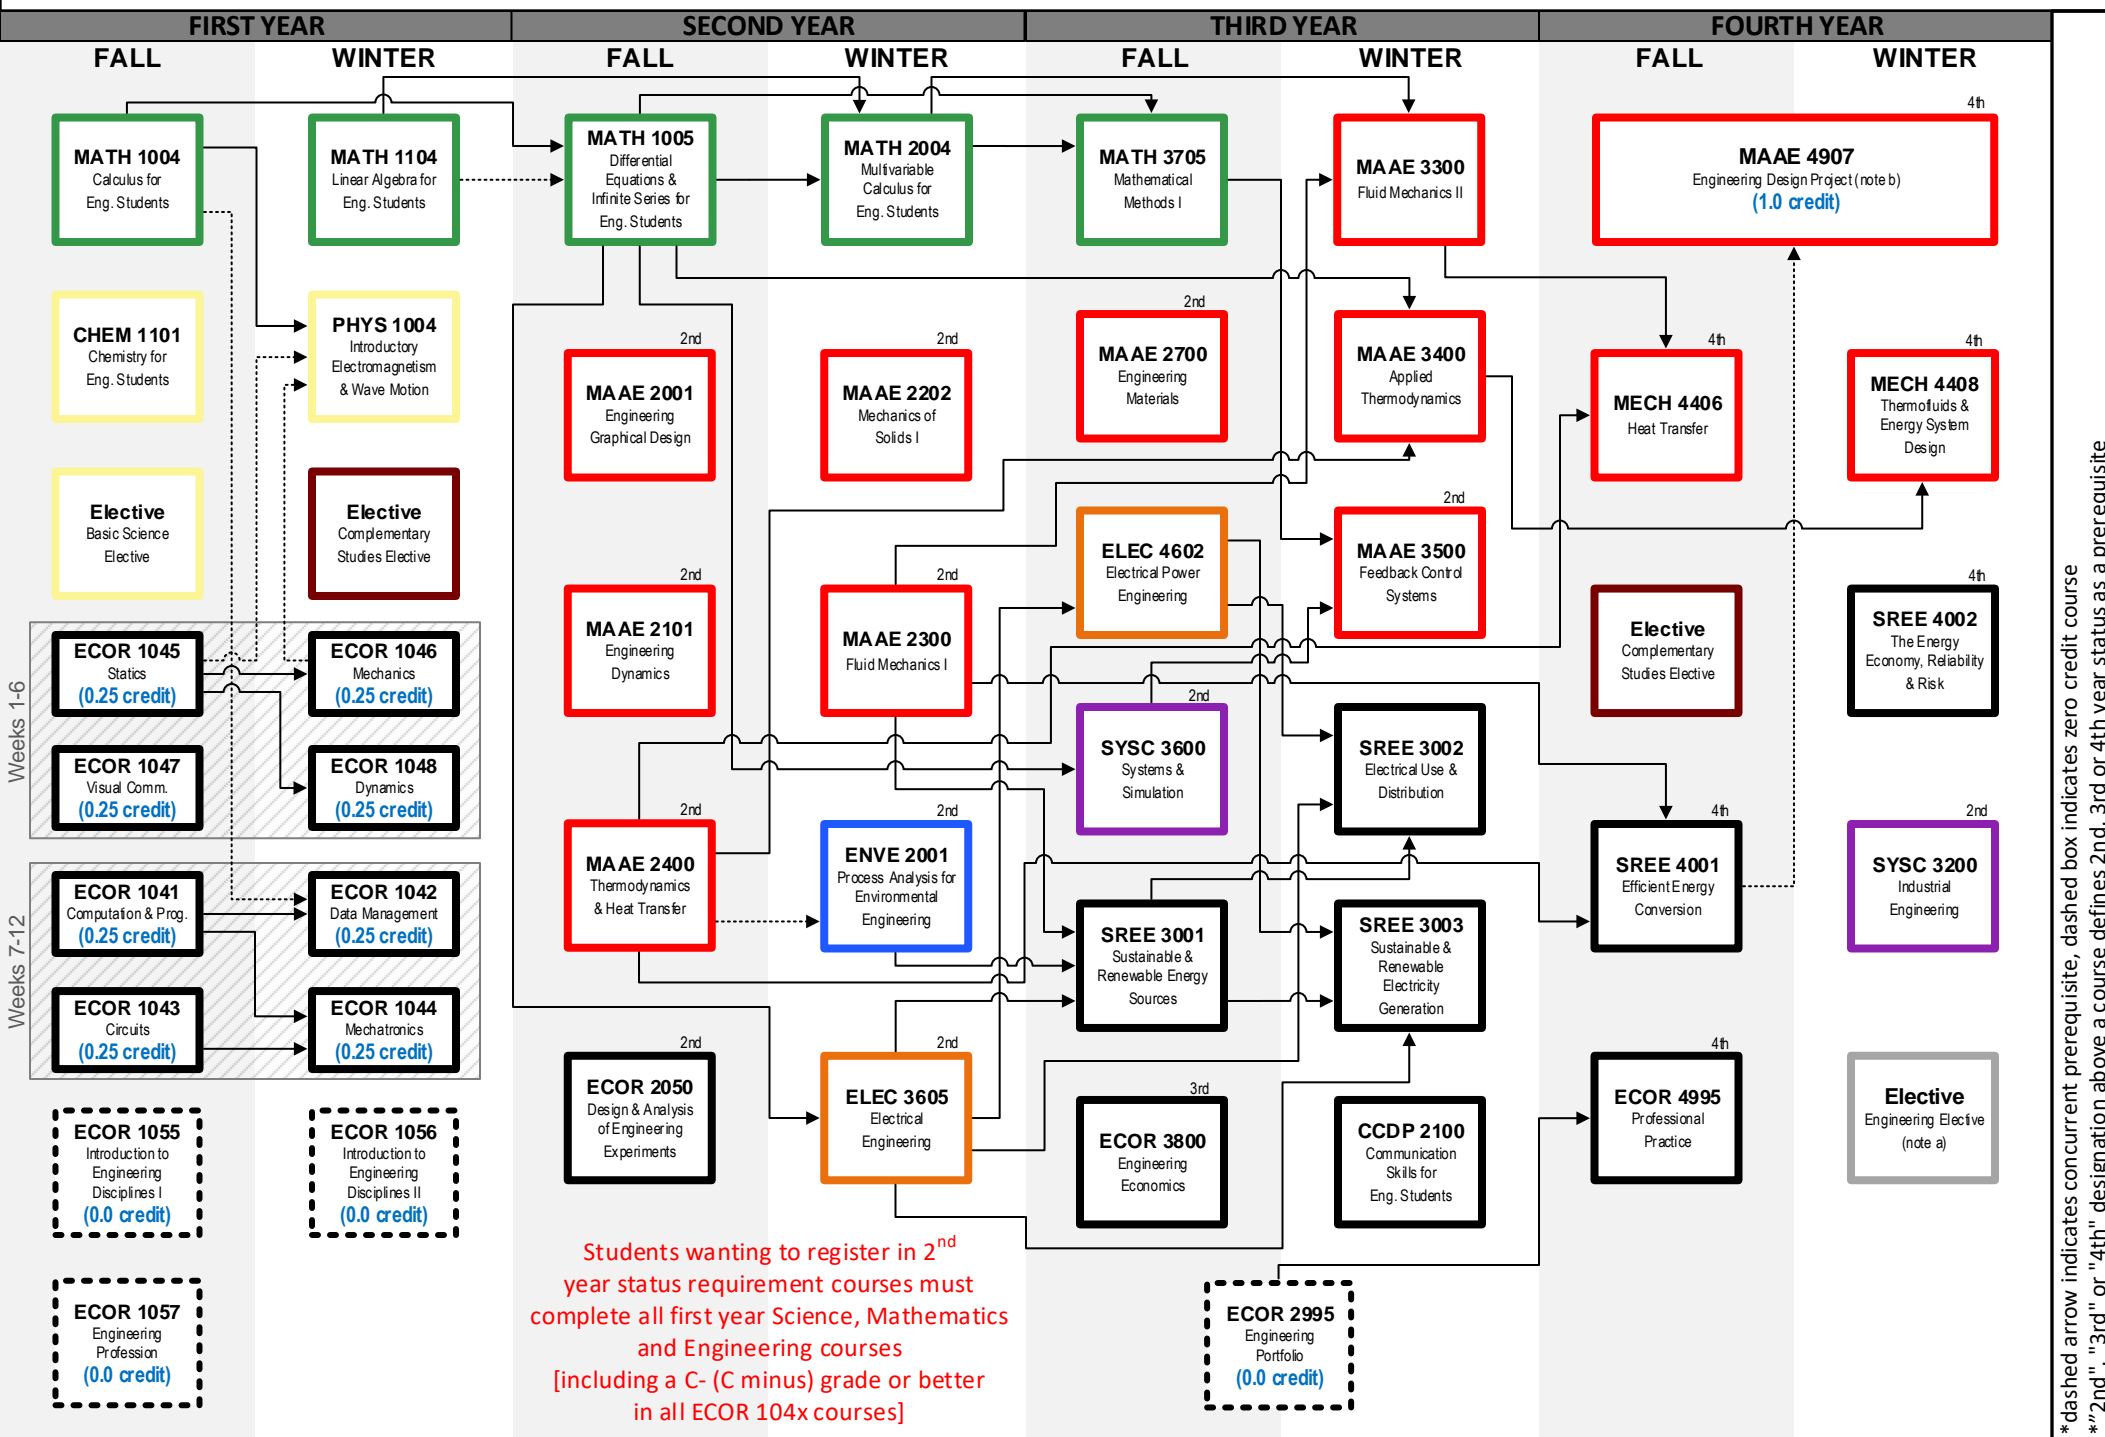 FIRST YEAR
SECOND YEAR
THIRD YEAR
FOURTH YEAR
FALL
WINTER
FALL
WINTER
FALL
WINTER
FALL
WINTER
MATH 1004
Calculus for
Eng. Students
MATH 1104
Linear Algebra for
Eng. Students
MATH 1005
Differential
Equations &
Infinite Series for
Eng. Students
MATH 2004
Multivariable
Calculus for
Eng. Students
MATH 3705
Mathematical
Methods I
MAAE 3300
Fluid Mechanics II
4th
MAAE 4907
Engineering Design Project (note b)
(1.0 credit)
CHEM 1101
Chemistry for
Eng. Students
PHYS 1004
Introductory
Electromagnetism
& Wave Motion
2nd
MAAE 2001
Engineering
Graphical Design
2nd
MAAE 2202
Mechanics of
Solids I
2nd
MAAE 2700
Engineering
Materials
MAAE 3400
Applied
Thermodynamics
4th
MECH 4406
Heat Transfer
4th
MECH 4408
Thermofluids &
Energy System
Design
Elective
Basic Science
Elective
Elective
Complementary
Studies Elective
2nd
MAAE 2101
Engineering
Dynamics
2nd
MAAE 2300
Fluid Mechanics I
ELEC 4602
Electrical Power
Engineering
2nd
MAAE 3500
Feedback Control
Systems
Elective
Complementary
Studies Elective
4th
SREE 4002
The Energy
Economy, Reliability
& Risk
Weeks 1-6
ECOR 1045
Statics
(0.25 credit)
ECOR 1046
Mechanics
(0.25 credit)
ECOR 1047
Visual Comm.
(0.25 credit)
ECOR 1048
Dynamics
(0.25 credit)
2nd
SYSC 3600
Systems &
Simulation
SREE 3002
Electrical Use &
Distribution
2nd
MAAE 2400
Thermodynamics
& Heat Transfer
ENVE 2001
Process Analysis for
Environmental
Engineering
4th
SREE 4001
Efficient Energy
Conversion
2nd
SYSC 3200
Industrial
Engineering
Weeks 7-12
ECOR 1041
Computation & Prog.
(0.25 credit)
ECOR 1042
Data Management
(0.25 credit)
ECOR 1043
Circuits
(0.25 credit)
ECOR 1044
Mechatronics
(0.25 credit)
SREE 3001
Sustainable &
Renewable Energy
Sources
SREE 3003
Sustainable &
Renewable
Electricity
Generation
2nd
ECOR 2050
Design & Analysis
of Engineering
Experiments
2nd
ELEC 3605
Electrical
Engineering
3rd
ECOR 3800
Engineering
Economics
CCDP 2100
Communication
Skills for
Eng. Students
4th
ECOR 4995
Professional
Practice
Elective
Engineering Elective
(note a)
ECOR 1055
Introduction to
Engineering
Disciplines I
(0.0 credit)
ECOR 1056
Introduction to
Engineering
Disciplines II
(0.0 credit)
ECOR 1057
Engineering
Profession
(0.0 credit)
Students wanting to register in 2nd
year status requirement courses must
complete all first year Science, Mathematics
and Engineering courses
[including a C- (C minus) grade or better
in all ECOR 104x courses]
ECOR 2995
Engineering
Portfolio
(0.0 credit)
*dashed arrow indicates concurrent prerequisite, dashed box indicates zero credit course
*"2nd", "3rd" or "4th" designation above a course defines 2nd, 3rd or 4th year status as a prerequisite